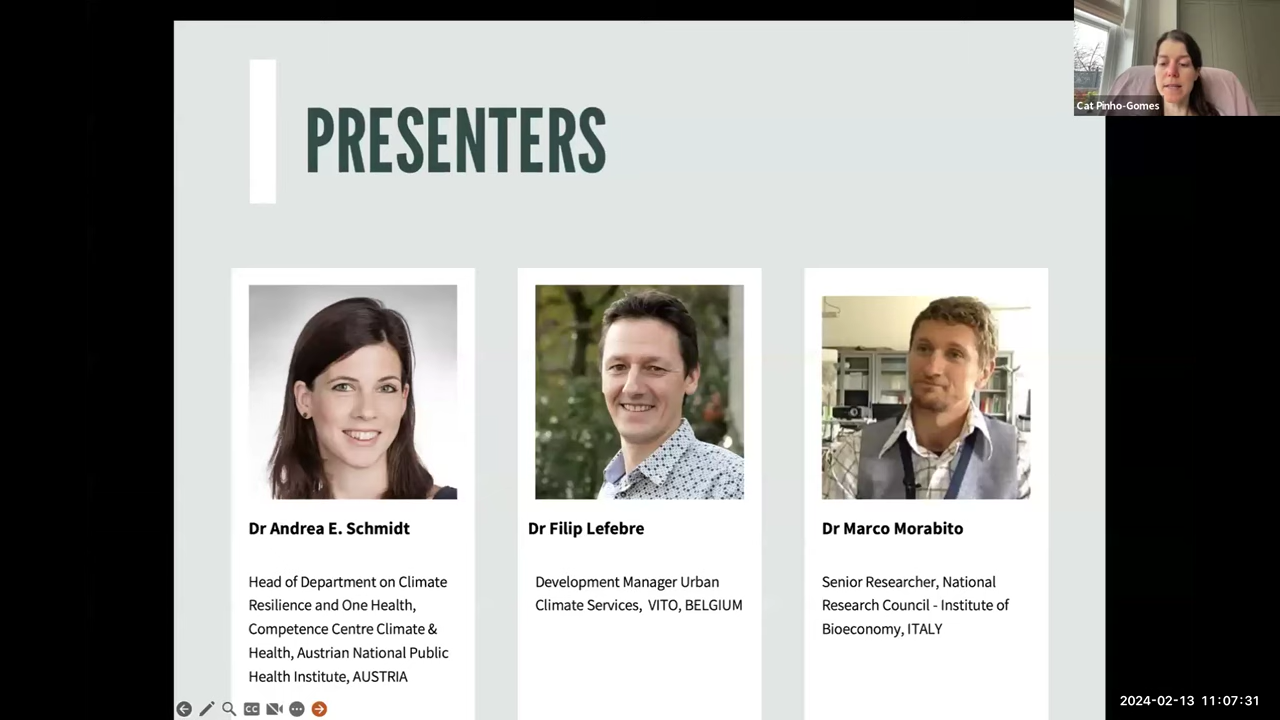 PRESENTERS
Cat Pinho-Gomes
Dr Andrea E. Schmidt
Head of Department on Climate
Resilience and One Health,
Competence Centre Climate &
Health, Austrian National Public
Health Institute, AUSTRIA
Dr Filip Lefebre
Development Manager Urban
Climate Services, VITO, BELGIUM
Dr Marco Morabito
Senior Researcher, National
Research Council - Institute of
Bioeconomy, ITALY
CC
2024-02-13 11:07:31